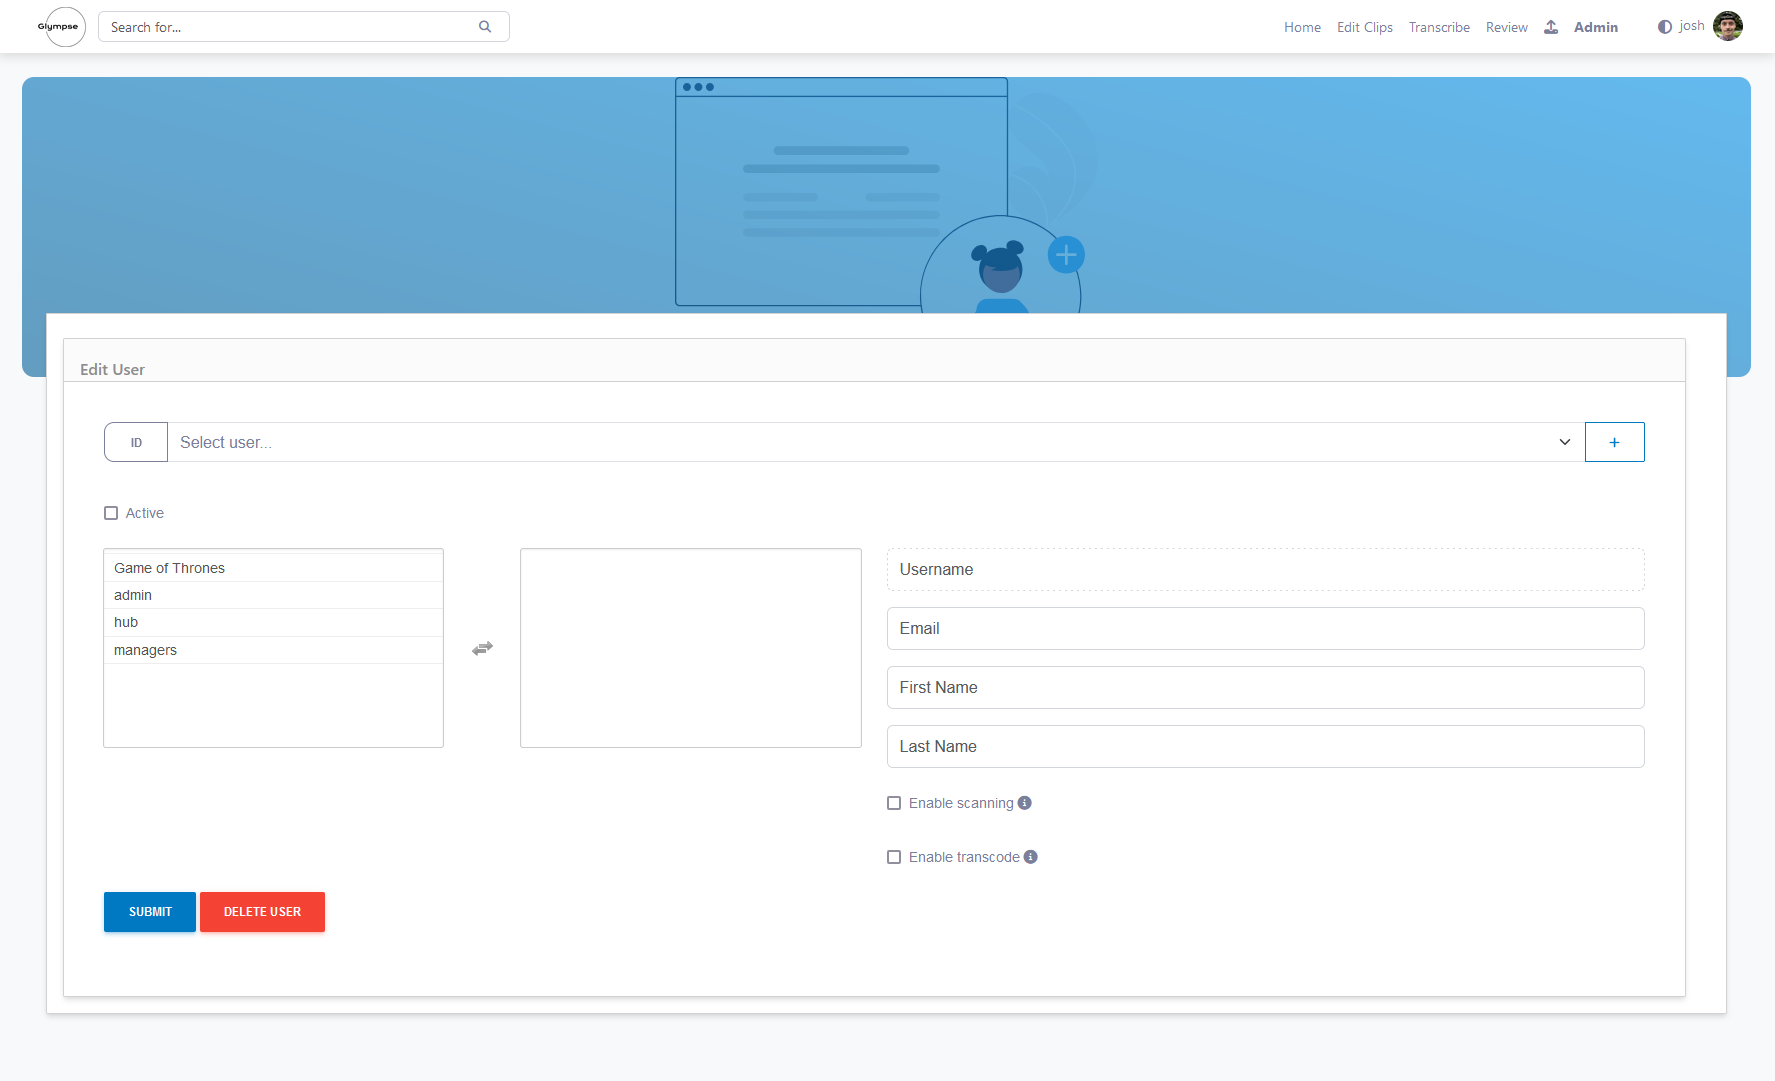 Glympse
Search for...
Home Edit Clips Transcribe Review Admin josh
Edit User
ID Select user... +
Active
Game of Thrones
admin
hub
managers
Username
Email
First Name
Last Name
Enable scanning
Enable transcode
SUBMIT DELETE USER